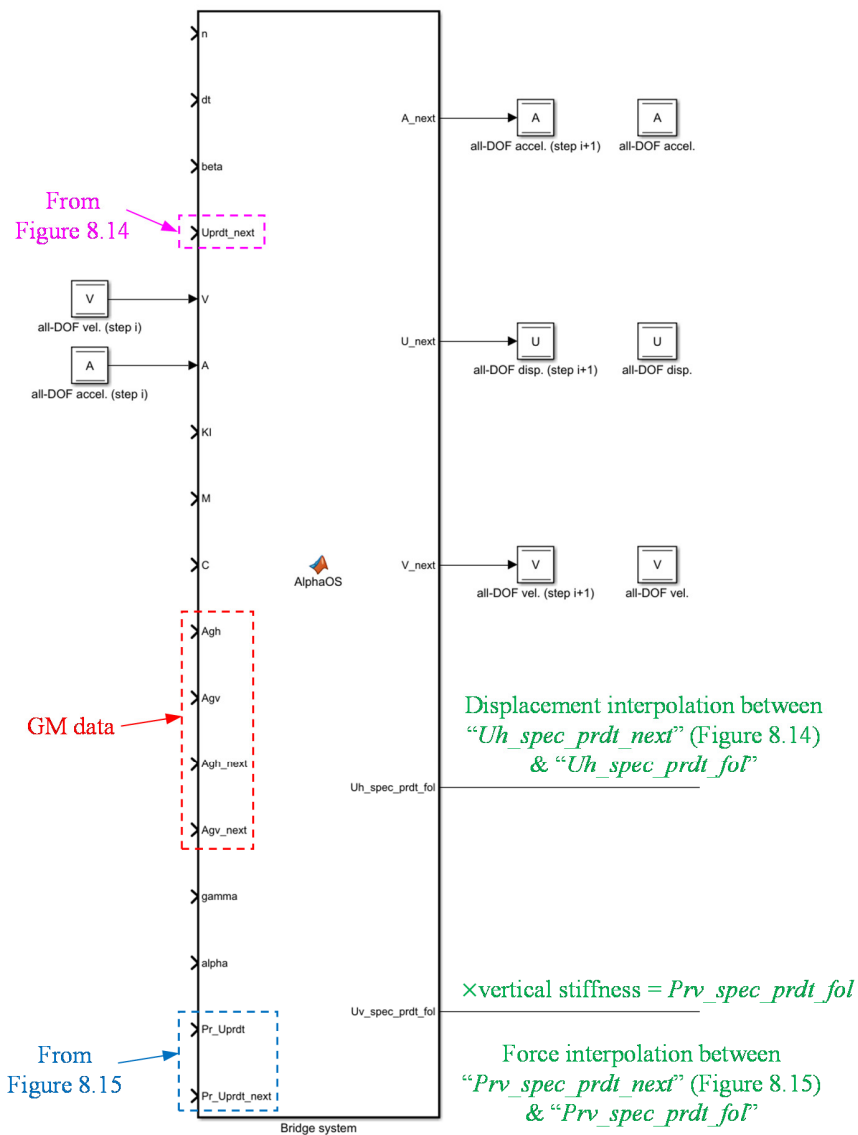 n
dt
A_next
A
A
all-DOF accel. (step i+1)
all-DOF accel.
beta
From
Figure 8.14
Uprdt_next
V
V
all-DOF vel. (step i)
U_next
U
U
all-DOF disp. (step i+1)
all-DOF disp.
A
A
all-DOF accel. (step i)
KI
M
C
AlphaOS
V_next
V
V
all-DOF vel. (step i+1)
all-DOF vel.
Agh
Agv
GM data
Agh_next
Agv_next
Displacement interpolation between
“Uh_spec_prdt_next” (Figure 8.14)
& “Uh_spec_prdt_fol”
Uh_spec_prdt_fol
gamma
alpha
×vertical stiffness = Prv_spec_prdt_fol
Uv_spec_prdt_fol
Pr_Uprdt
From
Figure 8.15
Pr_Uprdt_next
Force interpolation between
“Prv_spec_prdt_next” (Figure 8.15)
& “Prv_spec_prdt_fol”
Bridge system